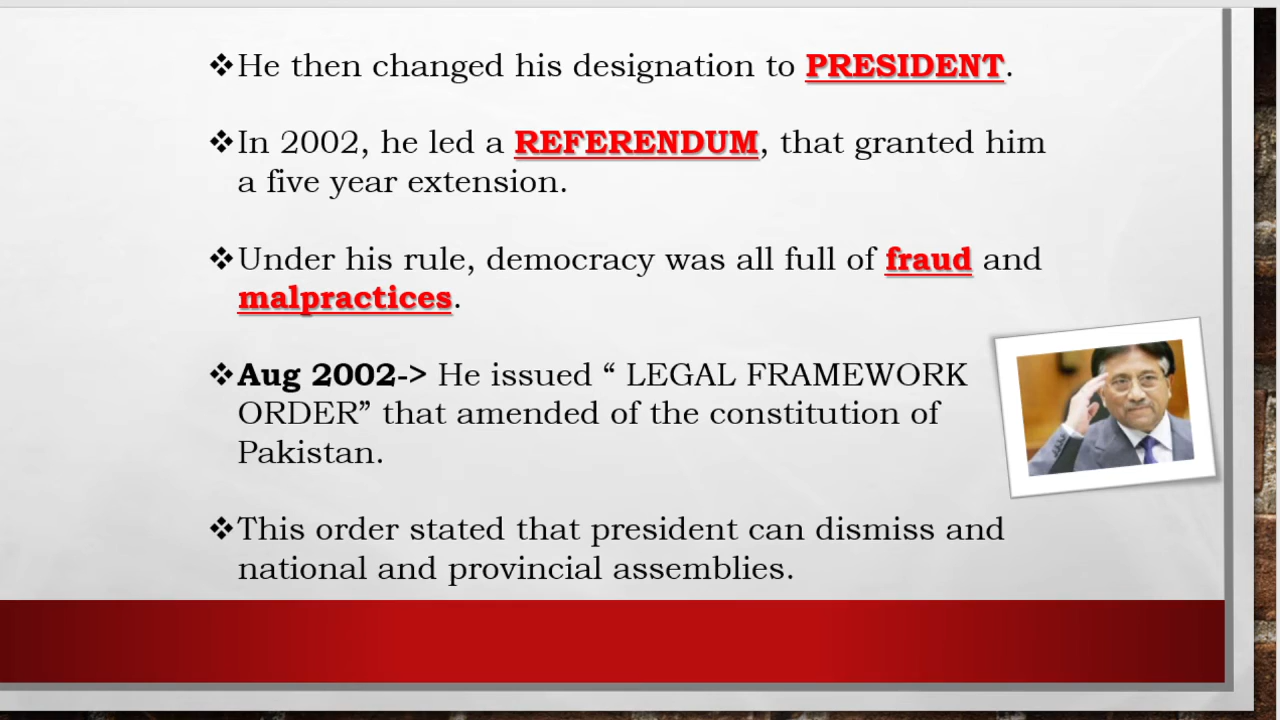 ❖He then changed his designation to PRESIDENT.
❖In 2002, he led a REFERENDUM, that granted him
a five year extension.
❖Under his rule, democracy was all full of fraud and
malpractices.
❖Aug 2002-> He issued “ LEGAL FRAMEWORK
ORDER” that amended of the constitution of
Pakistan.
❖This order stated that president can dismiss and
national and provincial assemblies.